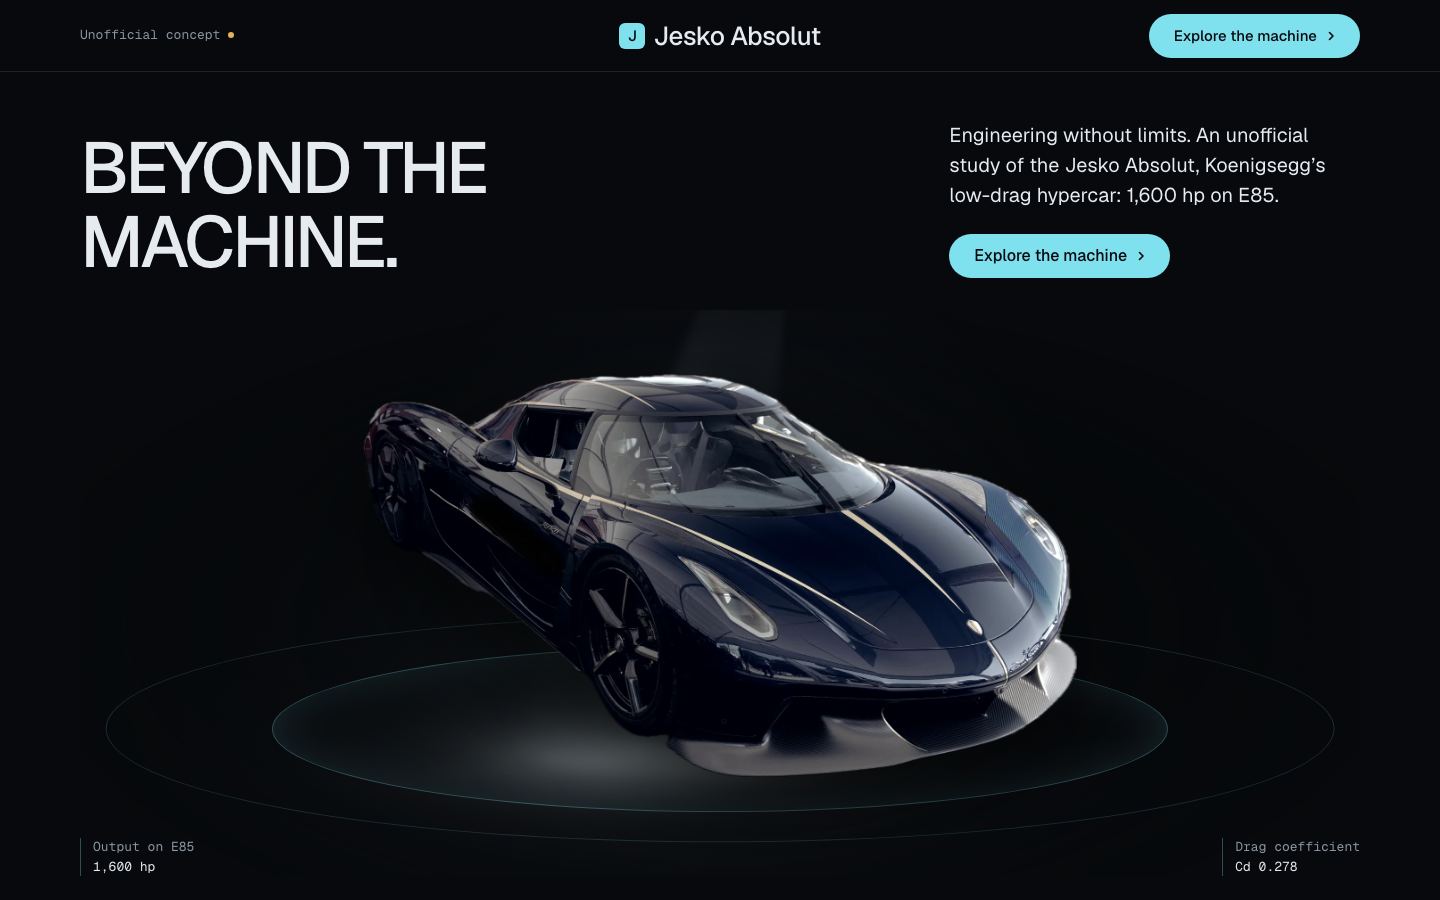 Unofficial concept
J Jesko Absolut
Explore the machine
BEYOND THE
MACHINE.
Engineering without limits. An unofficial
study of the Jesko Absolut, Koenigsegg’s
low-drag hypercar: 1,600 hp on E85.
Explore the machine
Output on E85
1,600 hp
Drag coefficient
Cd 0.278